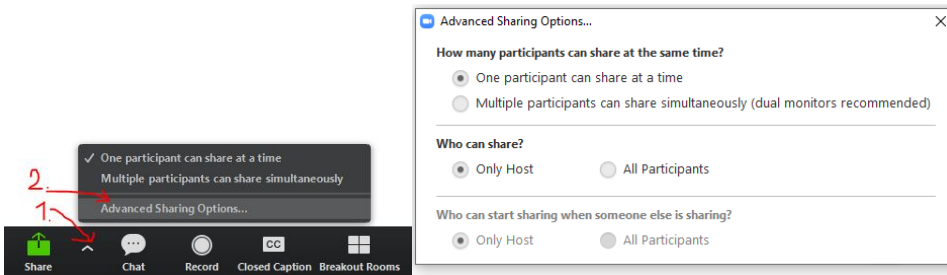 ✓ One participant can share at a time
Multiple participants can share simultaneously
2.
Advanced Sharing Options...
1.
Share
Chat
Record
CC
Closed Caption
Breakout Rooms
Advanced Sharing Options...
How many participants can share at the same time?
One participant can share at a time
Multiple participants can share simultaneously (dual monitors recommended)
Who can share?
Only Host All Participants
Who can start sharing when someone else is sharing?
Only Host All Participants